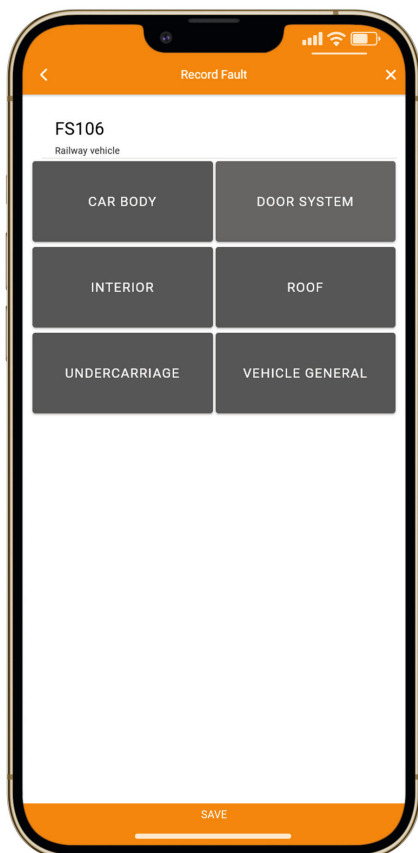 Record Fault
FS106
Railway vehicle
CAR BODY
DOOR SYSTEM
INTERIOR
ROOF
UNDERCARRIAGE
VEHICLE GENERAL
SAVE